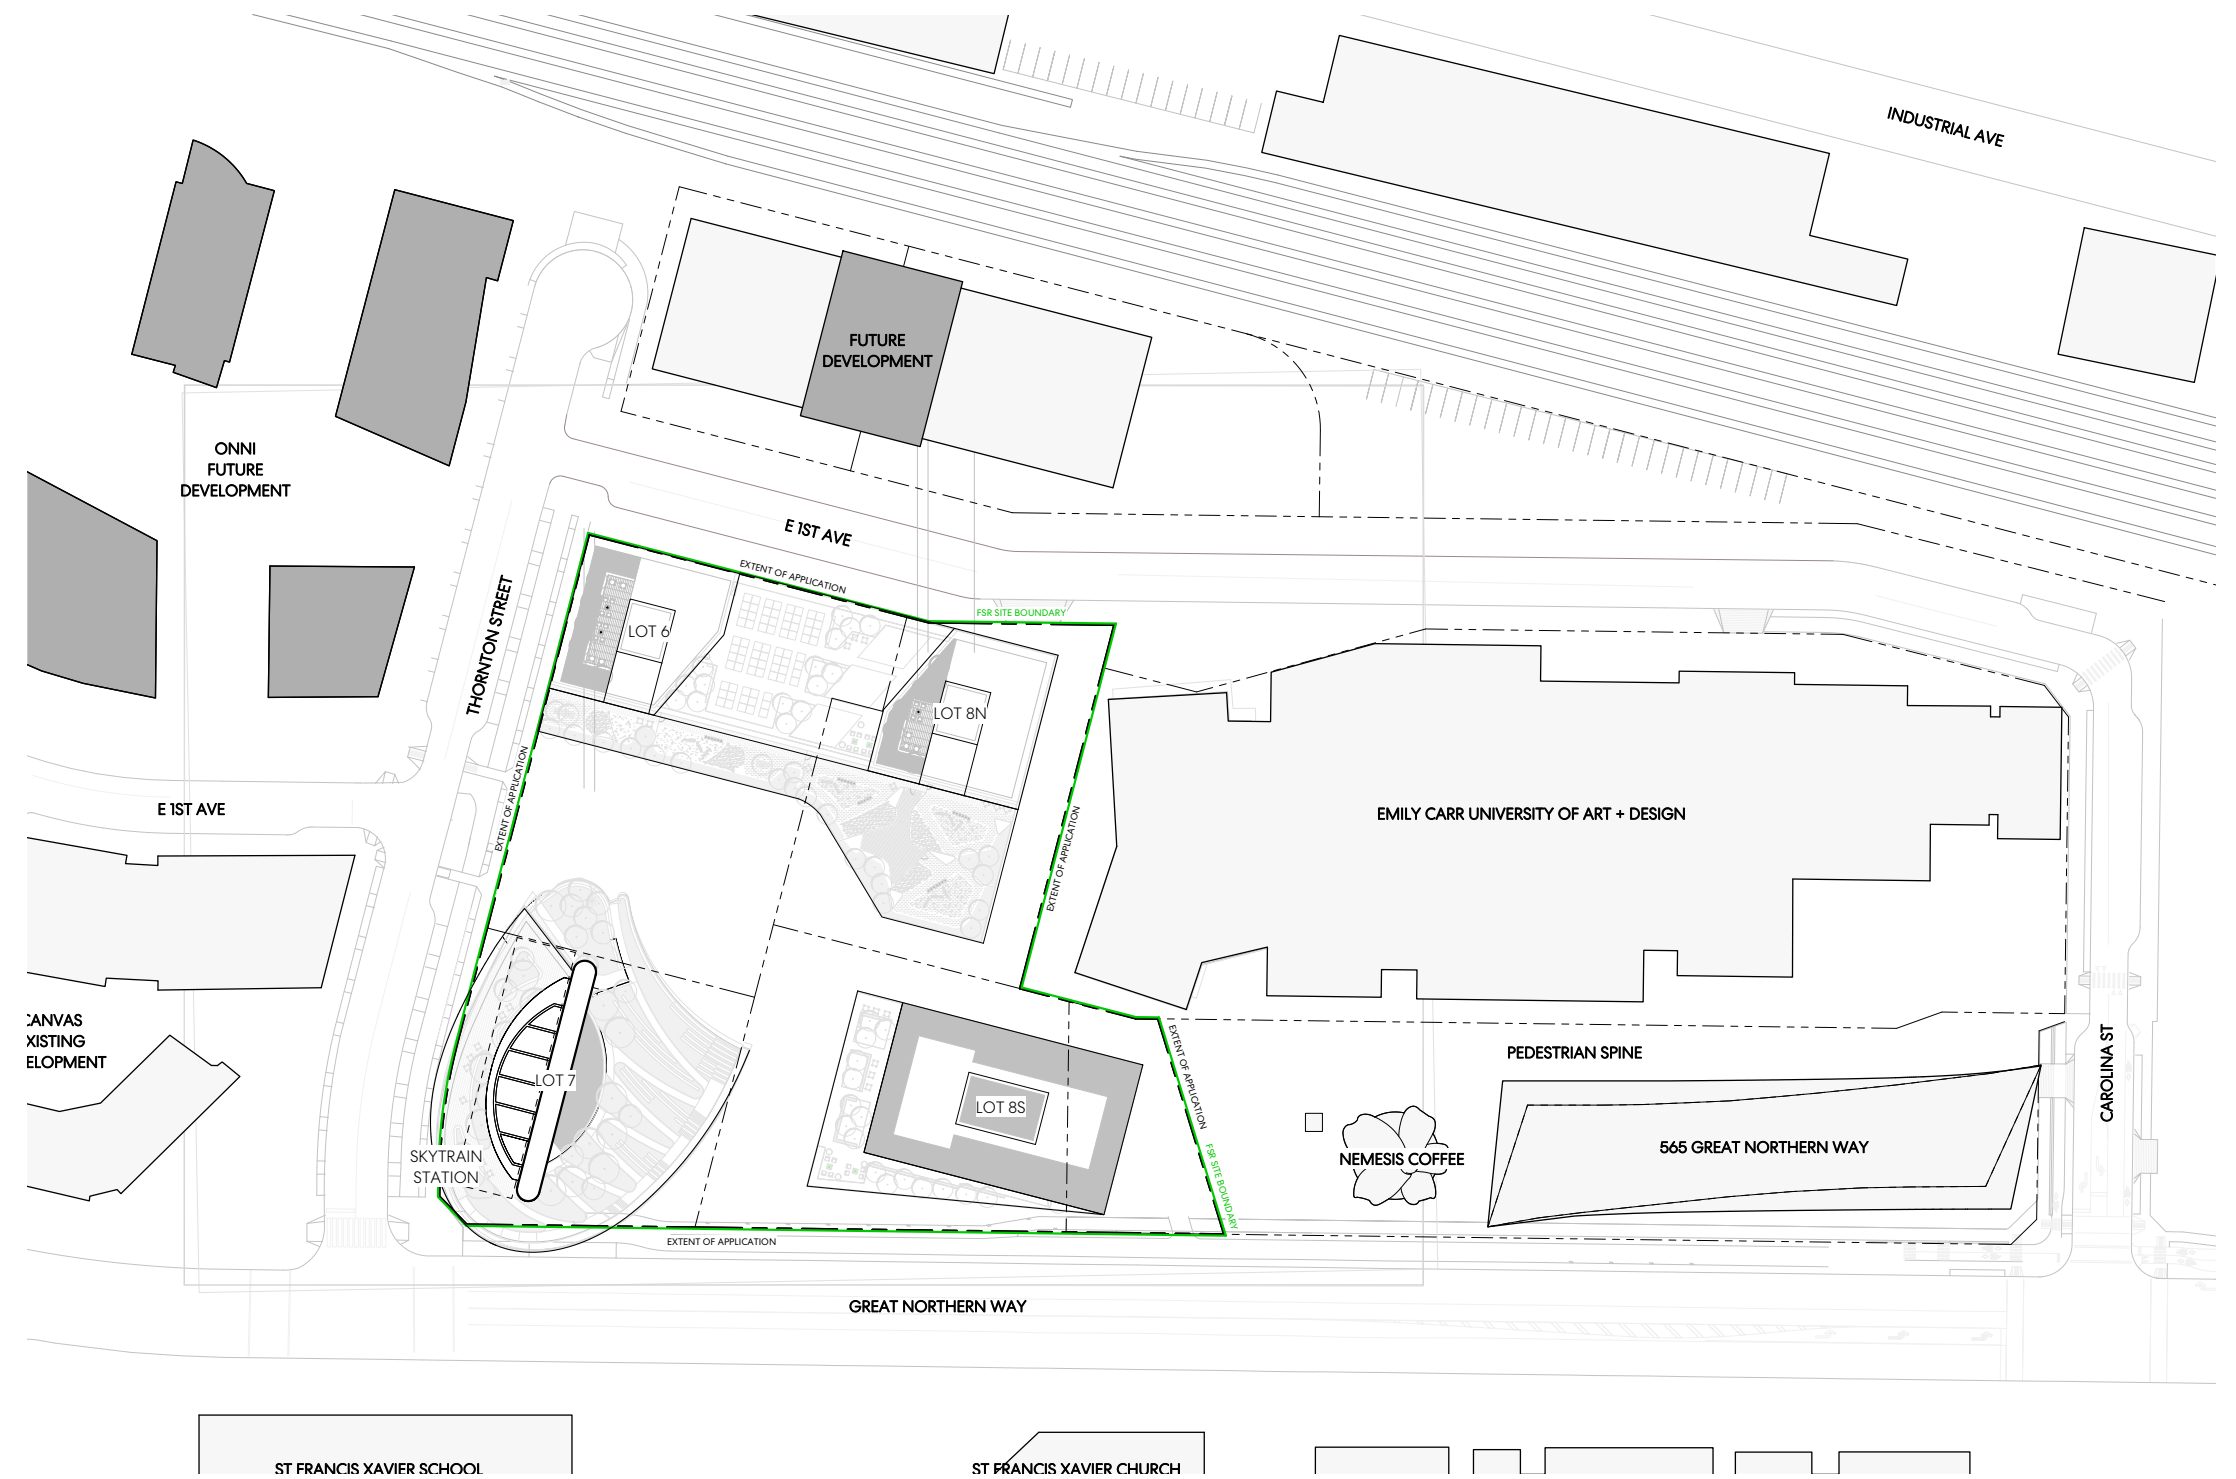 INDUSTRIAL AVE
FUTURE
DEVELOPMENT
ONNI
FUTURE
DEVELOPMENT
E 1ST AVE
EXTENT OF APPLICATION
FSR SITE BOUNDARY
THORNTON STREET
LOT 6
LOT 8N
EXTENT OF APPLICATION
E 1ST AVE
EXTENT OF APPLICATION
EMILY CARR UNIVERSITY OF ART + DESIGN
CANVAS
EXISTING
ELOPMENT
PEDESTRIAN SPINE
EXTENT OF APPLICATION
CAROLINA ST
LOT 7
LOT 8S
SKYTRAIN
STATION
NEMESIS COFFEE
565 GREAT NORTHERN WAY
FSR SITE BOUNDARY
EXTENT OF APPLICATION
GREAT NORTHERN WAY
ST FRANCIS XAVIER SCHOOL
ST FRANCIS XAVIER CHURCH